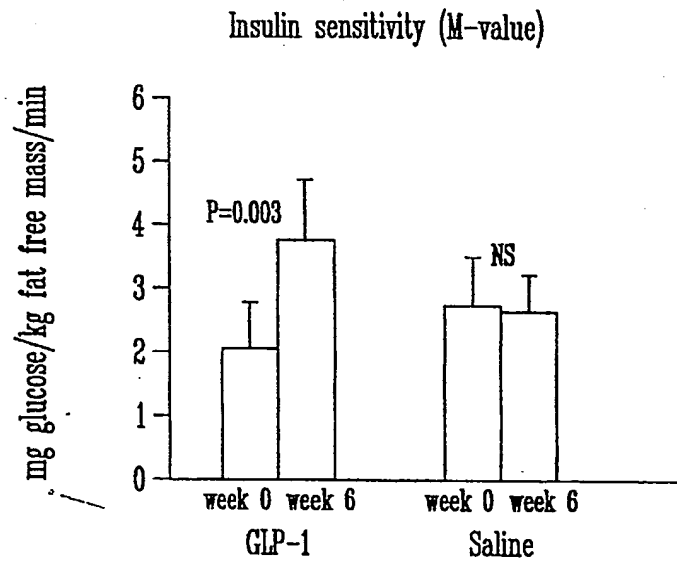 Insulin sensitivity (M-value)
mg glucose/kg fat free mass/min
6
5
4
3
2
1
0
P=0.003
NS
week 0 week 6
week 0 week 6
GLP-1
Saline